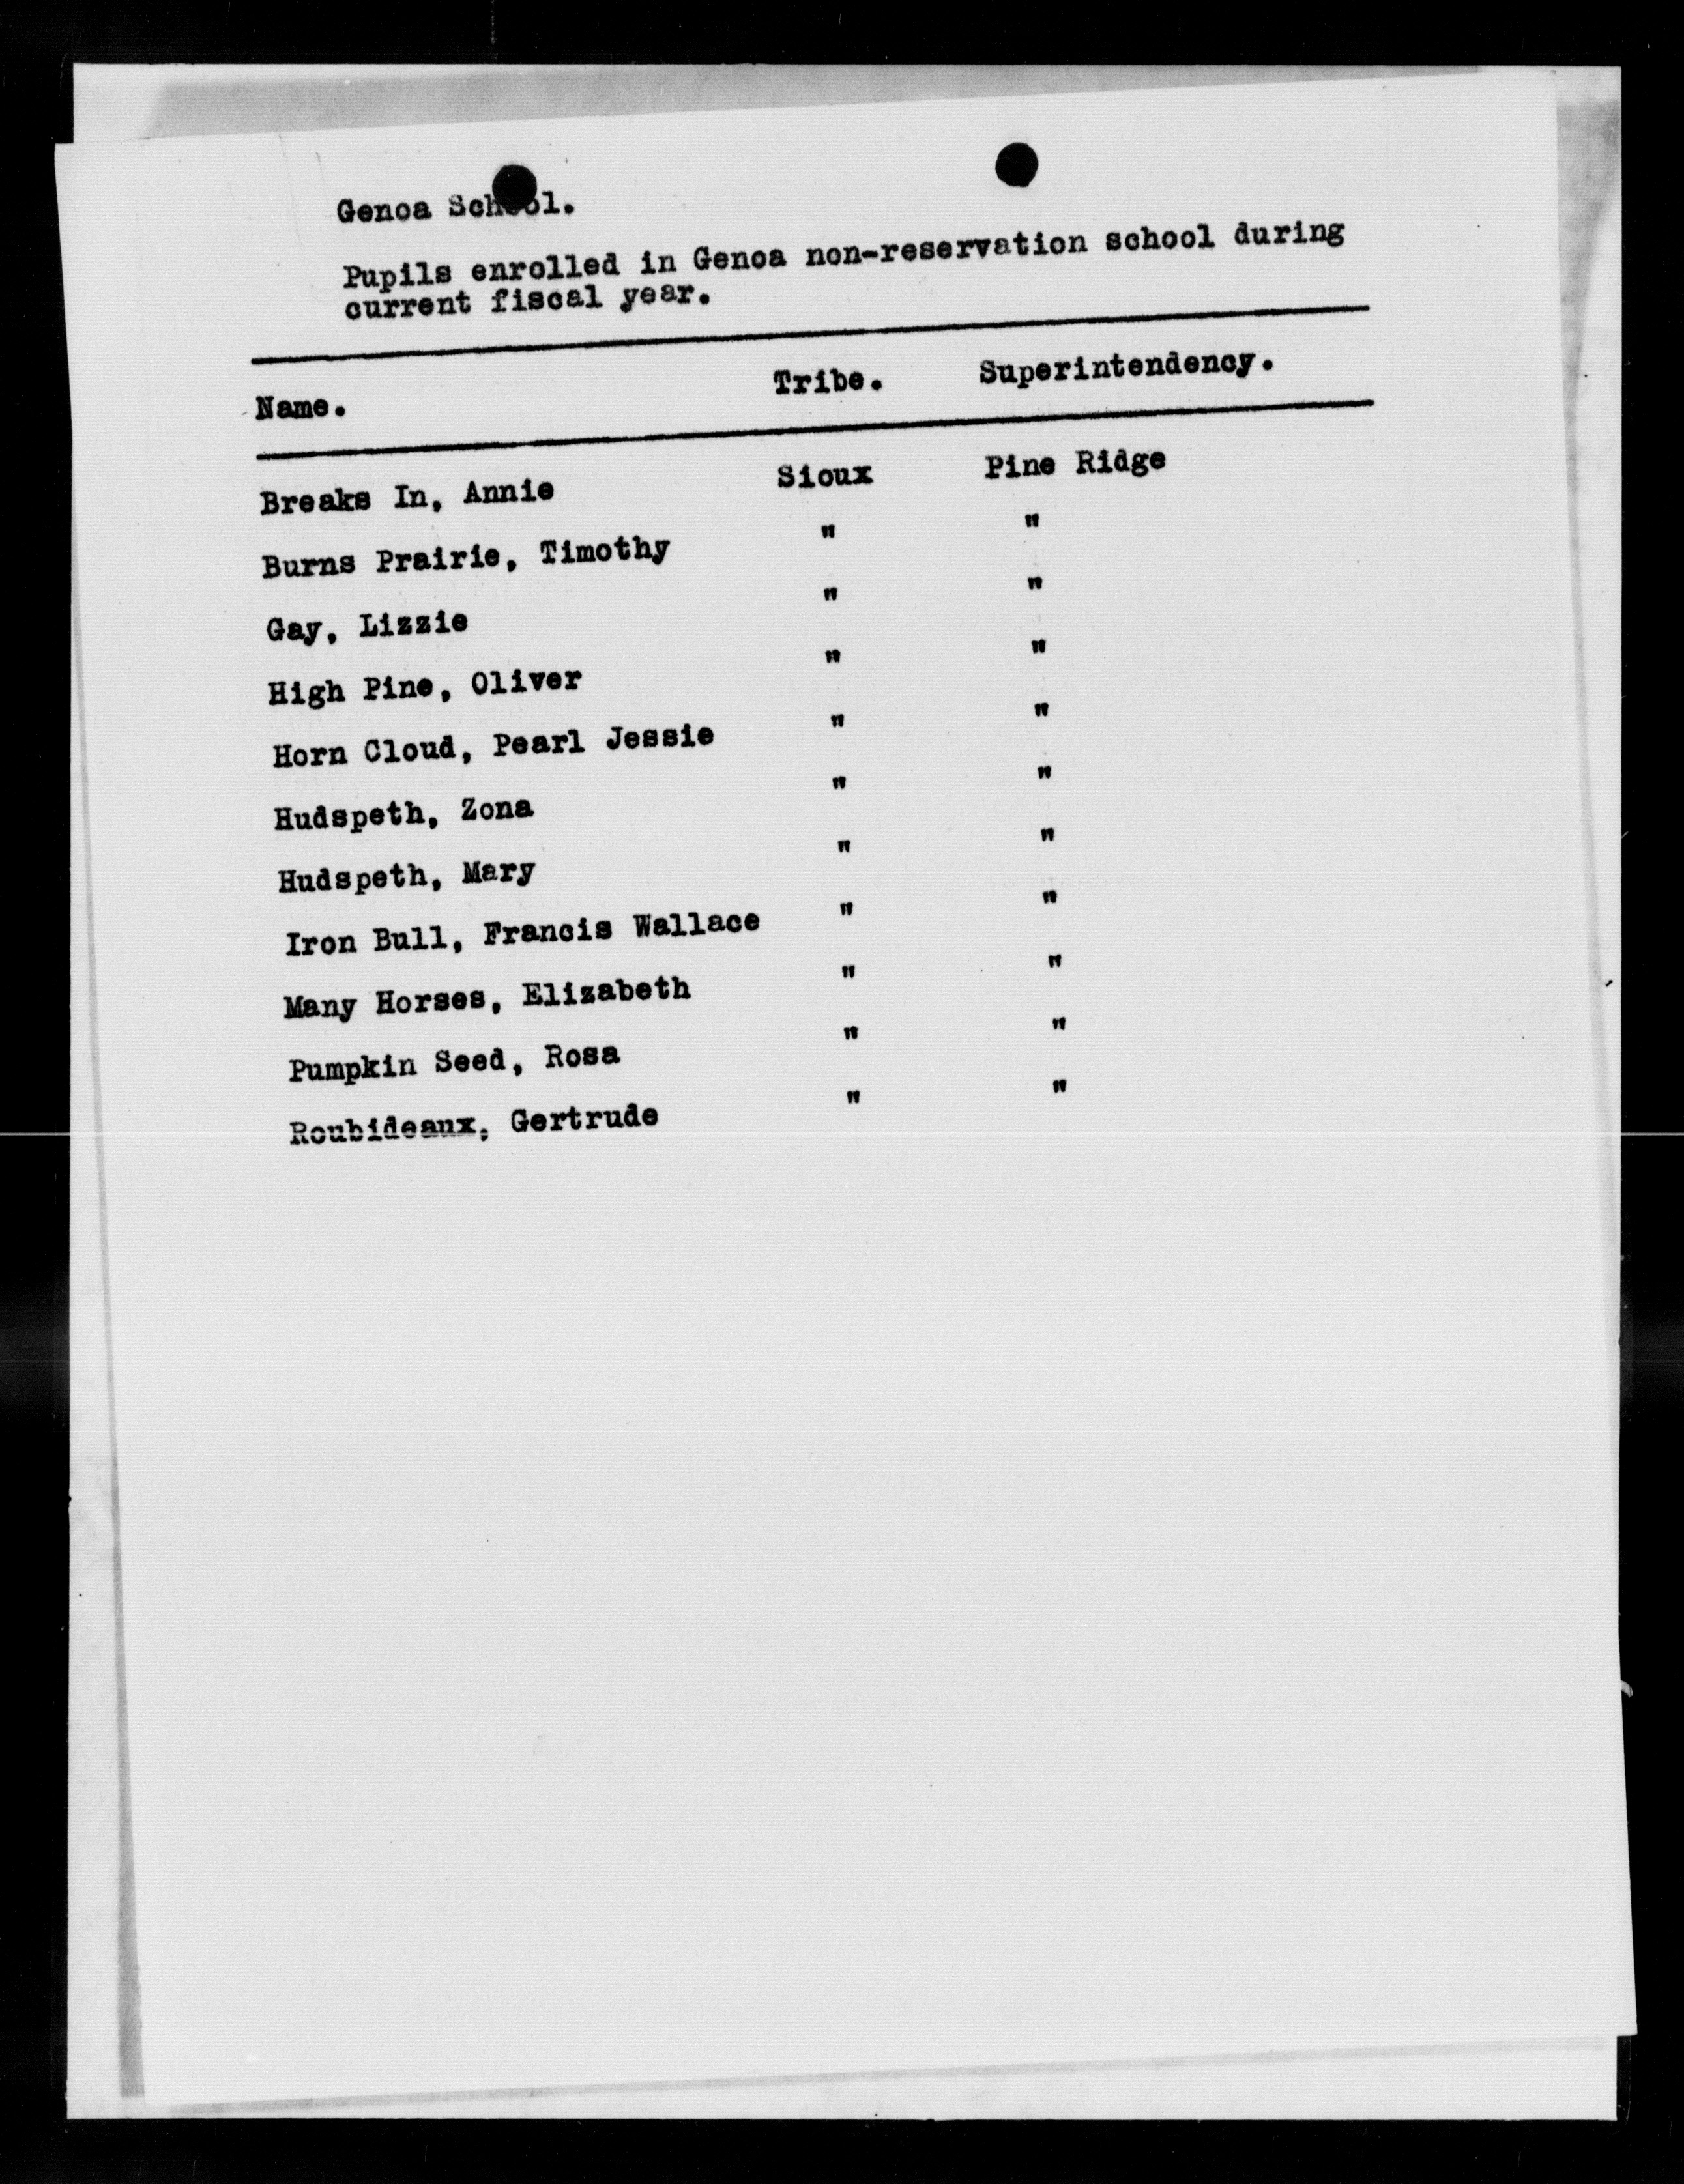 Genoa School.
Pupils enrolled in Genoa non-reservation school during
current fiscal year.
Name. Tribe. Superintendency.
Breaks In, Annie Sioux Pine Ridge
Burns Prairie, Timothy " "
Gay, Lizzie " "
High Pine, Oliver " "
Horn Cloud, Pearl Jessie " "
Hudspeth, Zona " "
Hudspeth, Mary " "
Iron Bull, Francis Wallace " "
Many Horses, Elizabeth " "
Pumpkin Seed, Rosa " "
Roubideaux, Gertrude " "